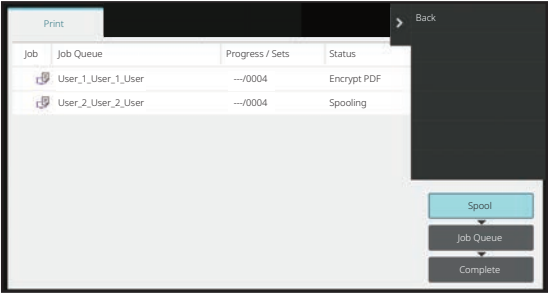 Print
Back
Job Job Queue Progress / Sets Status
User_1_User_1_User ---/0004 Encrypt PDF
User_2_User_2_User ---/0004 Spooling
Spool
Job Queue
Complete